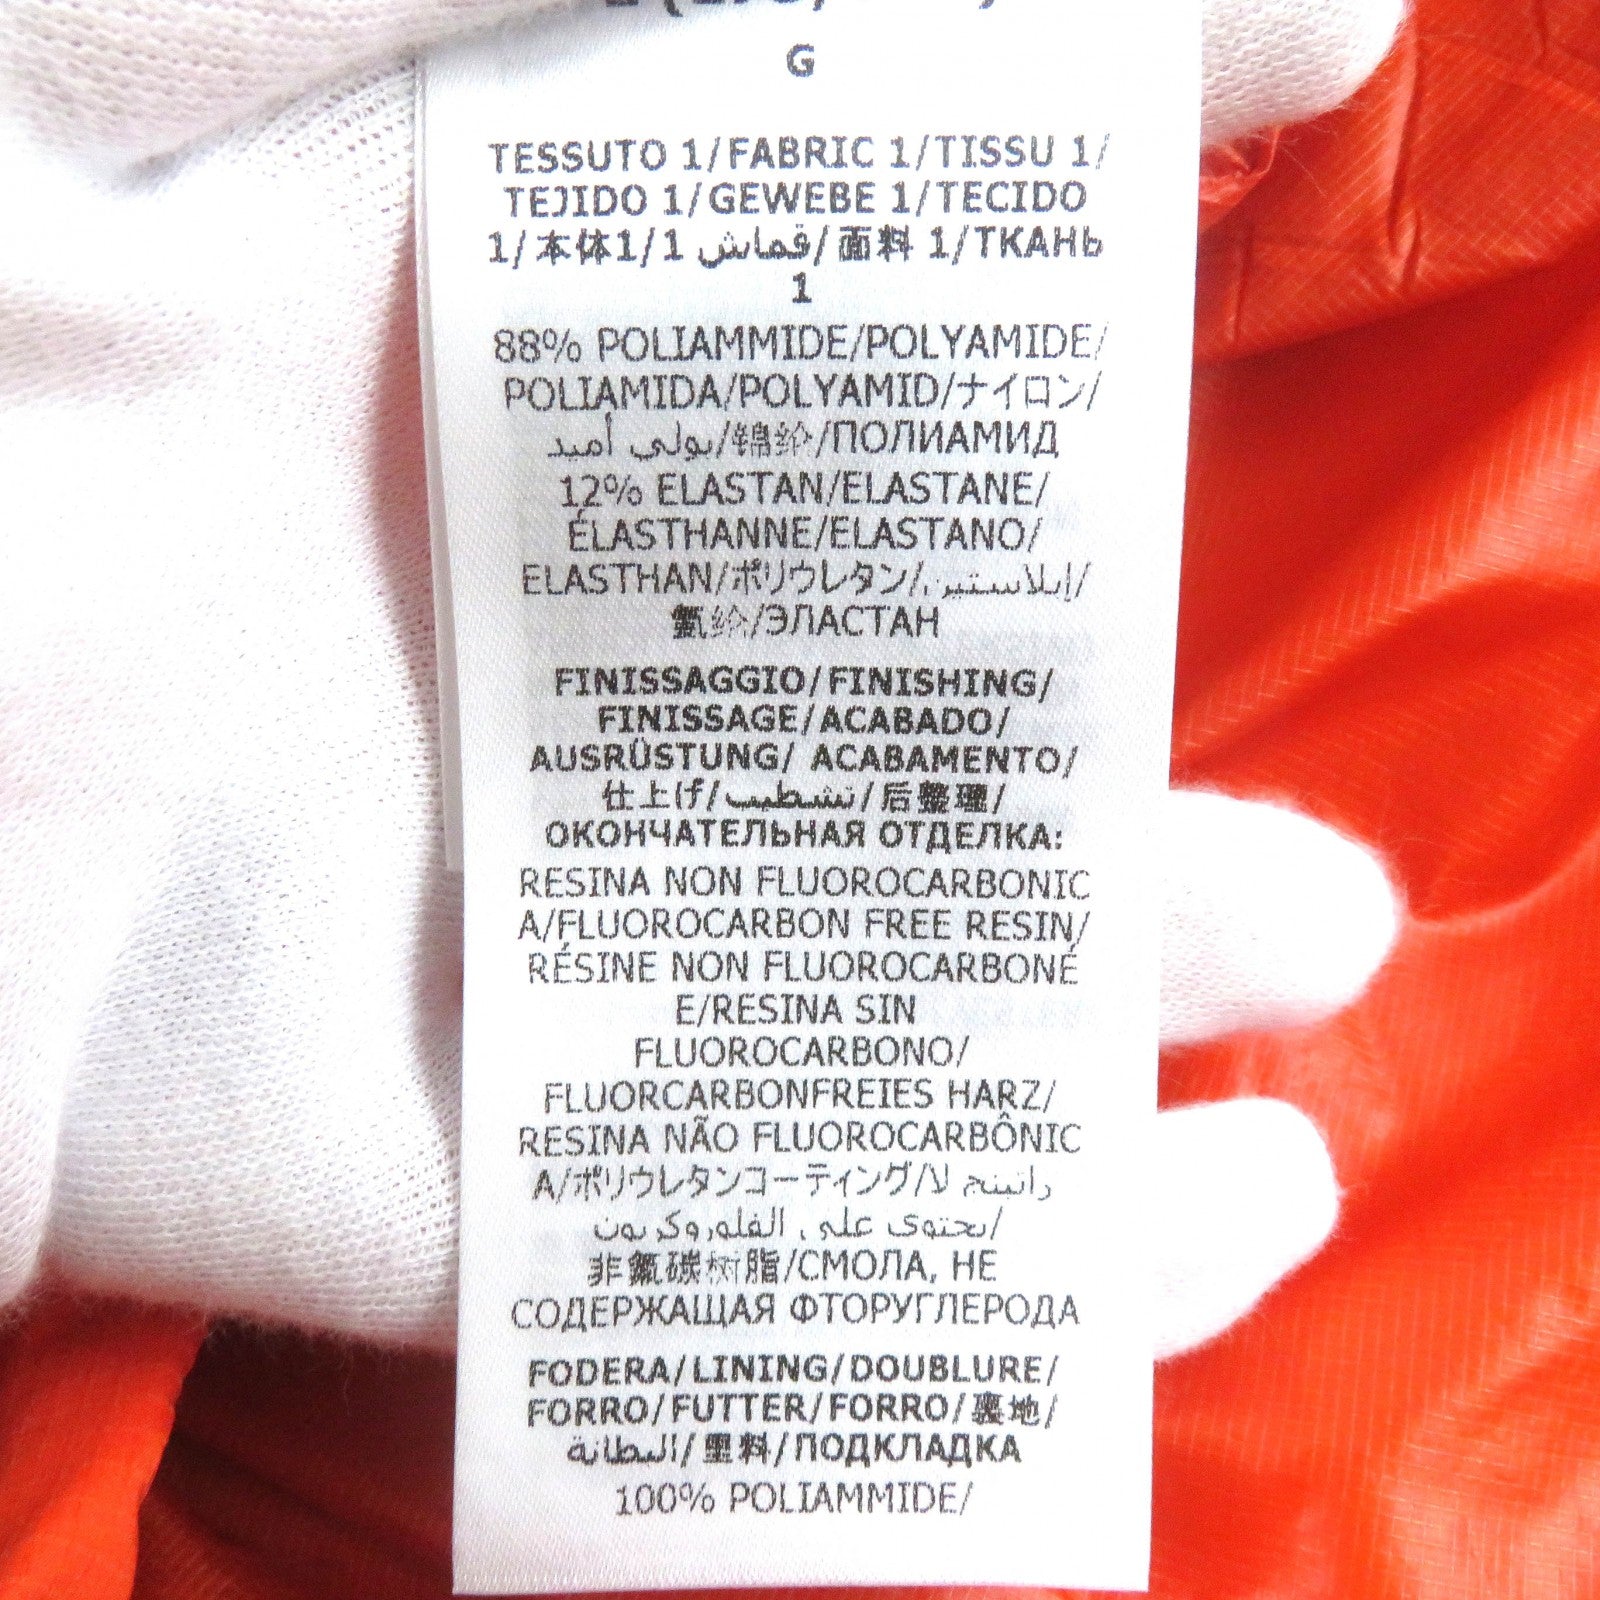 G
TESSUTO 1/FABRIC 1/TISSU 1/
TEJIDO 1/GEWEBE 1/TECIDO
1/本体1/1 قماش/面料 1/ТКАНЬ
1
88% POLIAMMIDE/POLYAMIDE/
POLIAMIDA/POLYAMID/ナイロン/
بولي أميد/锦纶/ПОЛИАМИД
12% ELASTAN/ELASTANE/
ÉLASTHANNE/ELASTANO/
ELASTHAN/ポリウレタン/إيلاستين/
氨纶/ЭЛАСТАН
FINISSAGGIO/FINISHING/
FINISSAGE/ACABADO/
AUSRÜSTUNG/ ACABAMENTO/
仕上げ/تشطيب/后整理/
ОКОНЧАТЕЛЬНАЯ ОТДЕЛКА:
RESINA NON FLUOROCARBONIC
A/FLUOROCARBON FREE RESIN/
RÉSINE NON FLUOROCARBONÉ
E/RESINA SIN
FLUOROCARBONO/
FLUORCARBONFREIES HARZ/
RESINA NÃO FLUOROCARBÔNIC
A/ポリウレタンコーティング/راتينج لا
يحتوي على الفلوروكربون/
非氟碳树脂/СМОЛА, НЕ
СОДЕРЖАЩАЯ ФТОРУГЛЕРОДА
FODERA/LINING/DOUBLURE/
FORRO/FUTTER/FORRO/裏地/
البطانة/里料/ПОДКЛАДКА
100% POLIAMMIDE/